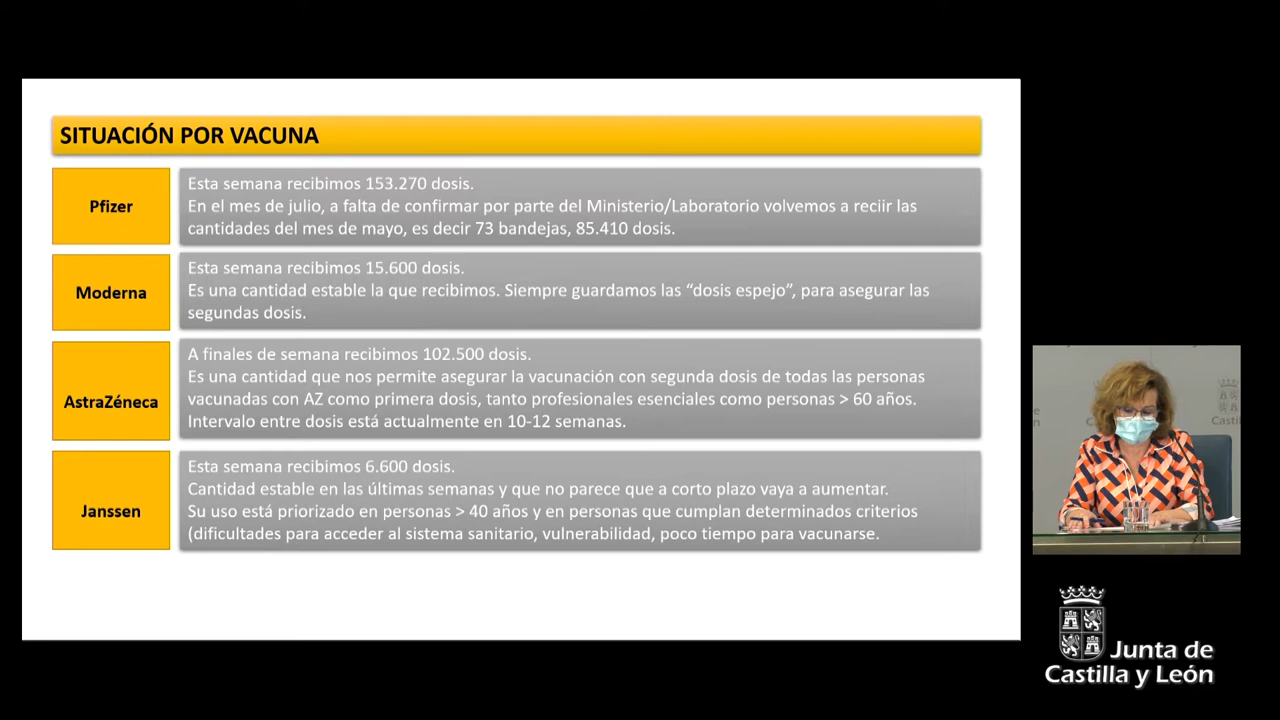 SITUACIÓN POR VACUNA
Pfizer
Esta semana recibimos 153.270 dosis.
En el mes de julio, a falta de confirmar por parte del Ministerio/Laboratorio volvemos a reciir las
cantidades del mes de mayo, es decir 73 bandejas, 85.410 dosis.
Moderna
Esta semana recibimos 15.600 dosis.
Es una cantidad estable la que recibimos. Siempre guardamos las “dosis espejo”, para asegurar las
segundas dosis.
AstraZéneca
A finales de semana recibimos 102.500 dosis.
Es una cantidad que nos permite asegurar la vacunación con segunda dosis de todas las personas
vacunadas con AZ como primera dosis, tanto profesionales esenciales como personas > 60 años.
Intervalo entre dosis está actualmente en 10-12 semanas.
Janssen
Esta semana recibimos 6.600 dosis.
Cantidad estable en las últimas semanas y que no parece que a corto plazo vaya a aumentar.
Su uso está priorizado en personas > 40 años y en personas que cumplan determinados criterios
(dificultades para acceder al sistema sanitario, vulnerabilidad, poco tiempo para vacunarse.
Junta de
Castilla y León